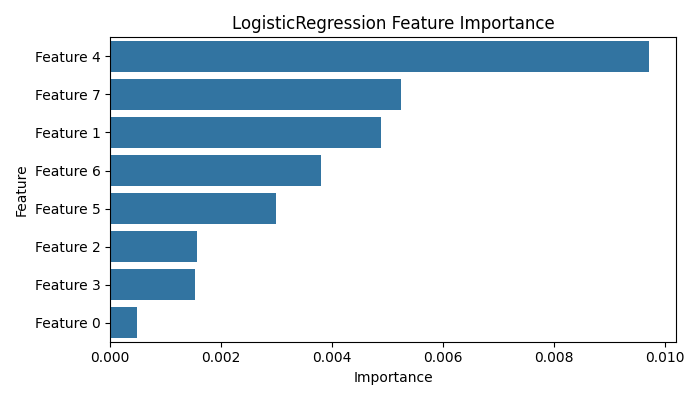 LogisticRegression Feature Importance
Feature 4
Feature 7
Feature 1
Feature 6
Feature 5
Feature 2
Feature 3
Feature 0
Feature
0.000 0.002 0.004 0.006 0.008 0.010
Importance